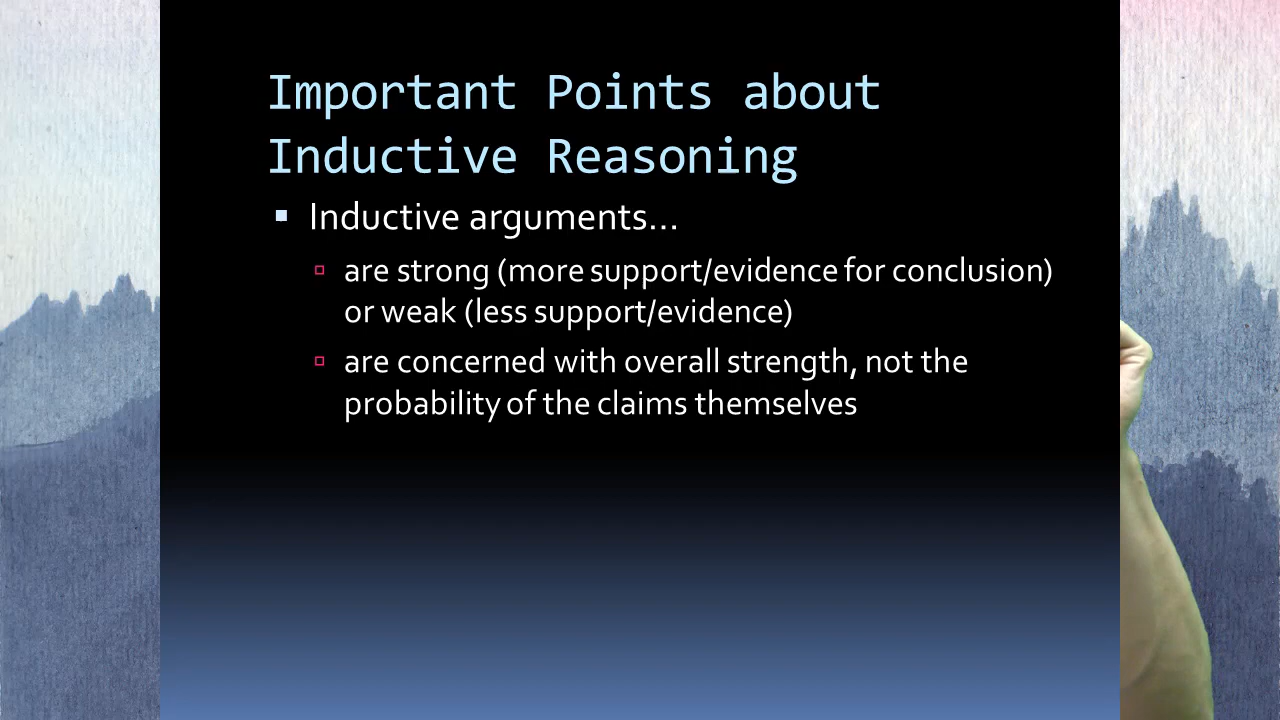 Important Points about
Inductive Reasoning
Inductive arguments…
are strong (more support/evidence for conclusion)
or weak (less support/evidence)
are concerned with overall strength, not the
probability of the claims themselves